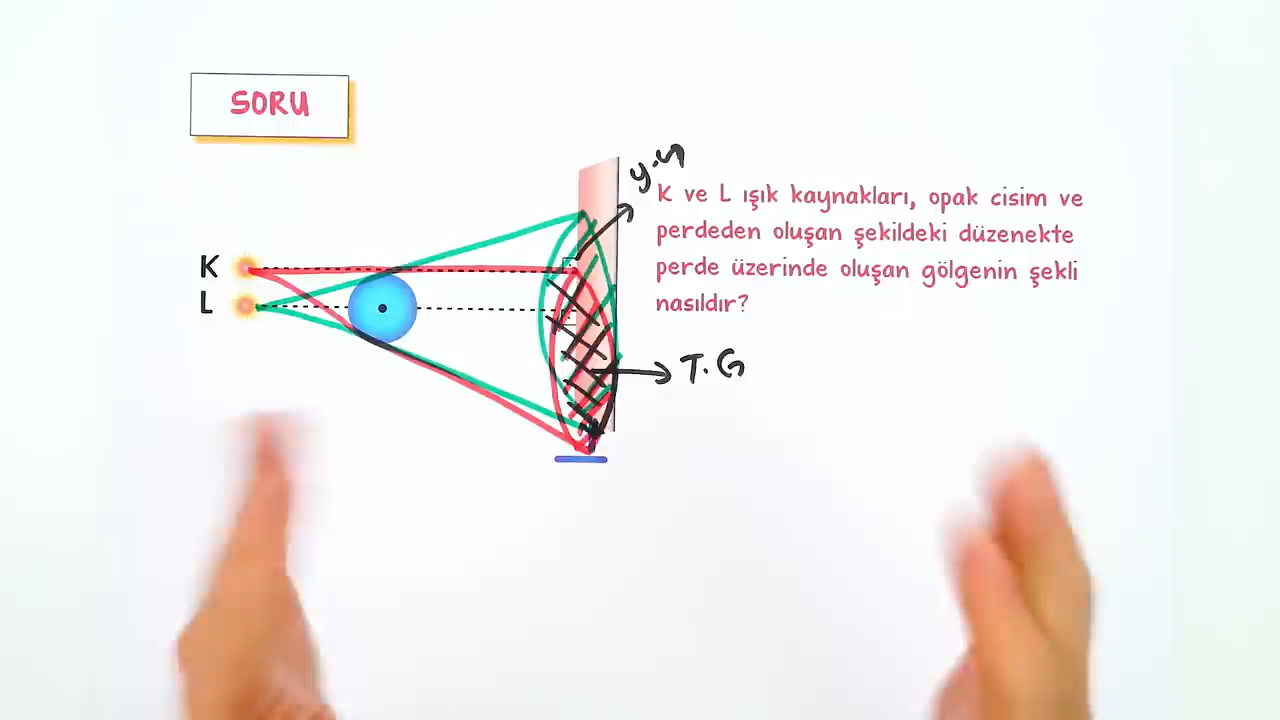 SORU
y.g
K ve L ışık kaynakları, opak cisim ve
perdeden oluşan şekildeki düzenekte
perde üzerinde oluşan gölgenin şekli
nasıldır?
K
L
T.G